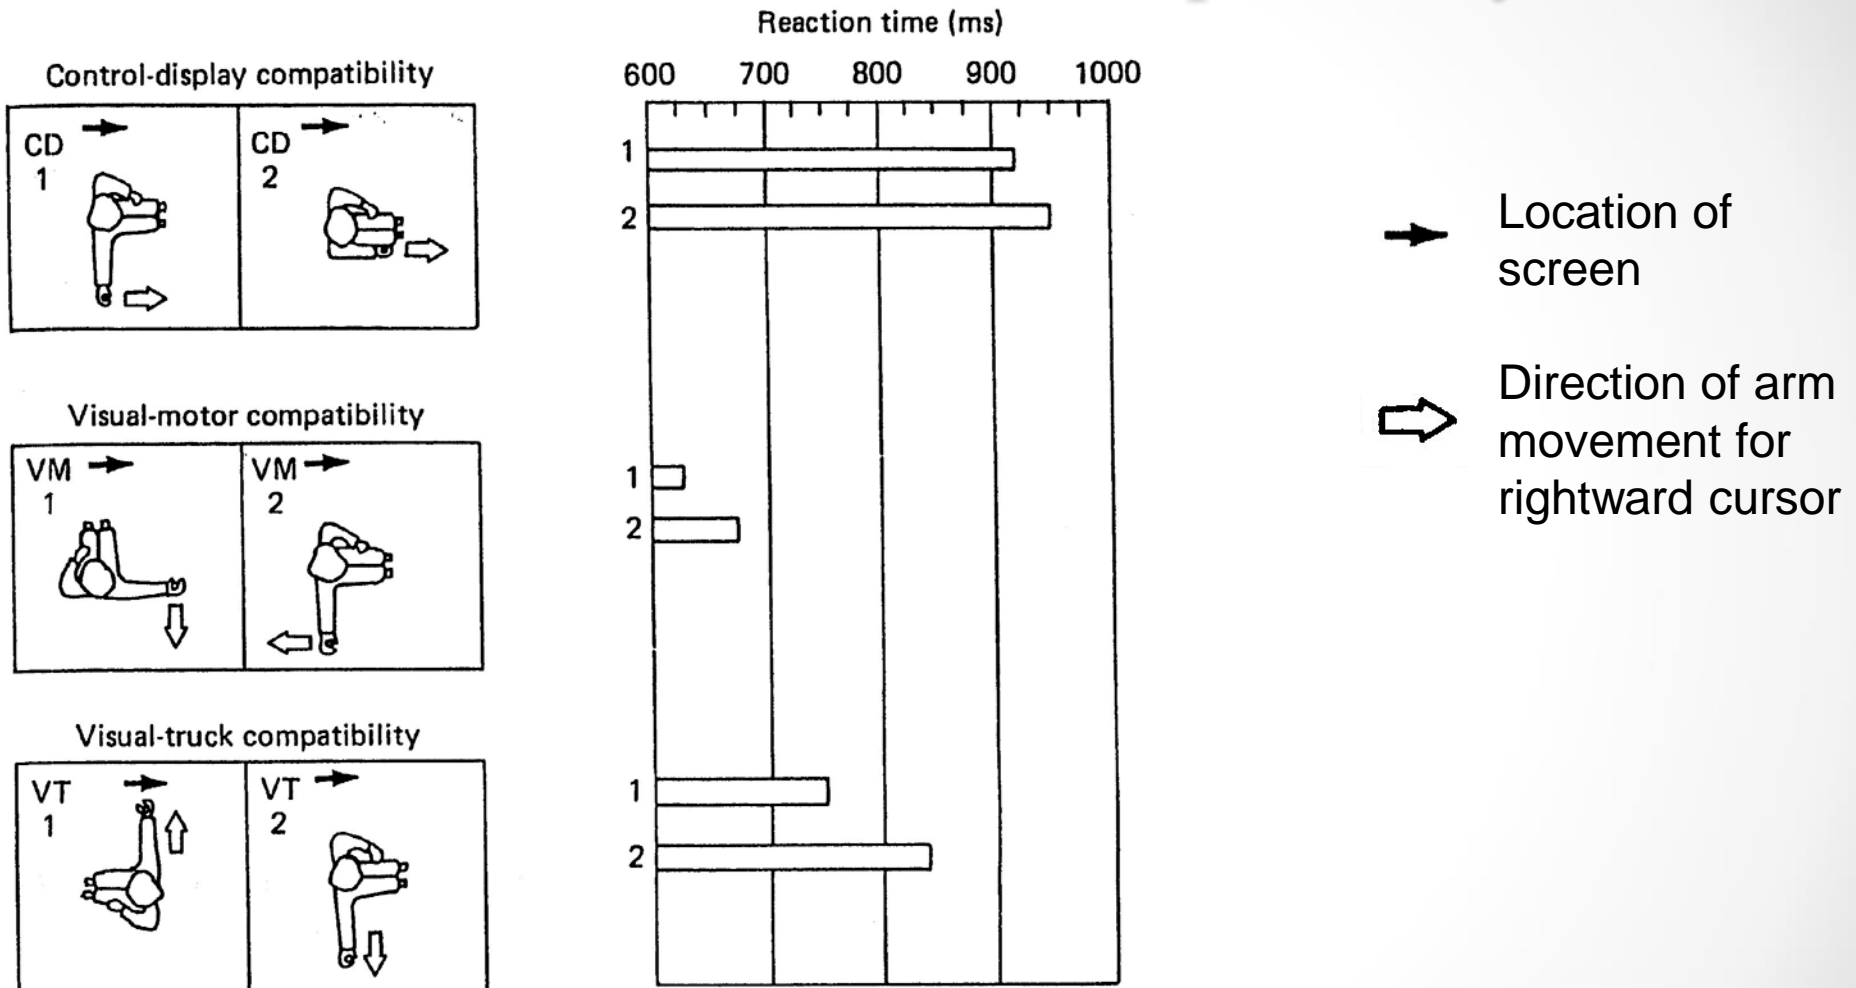 Reaction time (ms)
600 700 800 900 1000
Control-display compatibility
CD
1
CD
2
1
2
Visual-motor compatibility
VM
1
VM
2
1
2
Visual-truck compatibility
VT
1
VT
2
1
2
Location of
screen
Direction of arm
movement for
rightward cursor